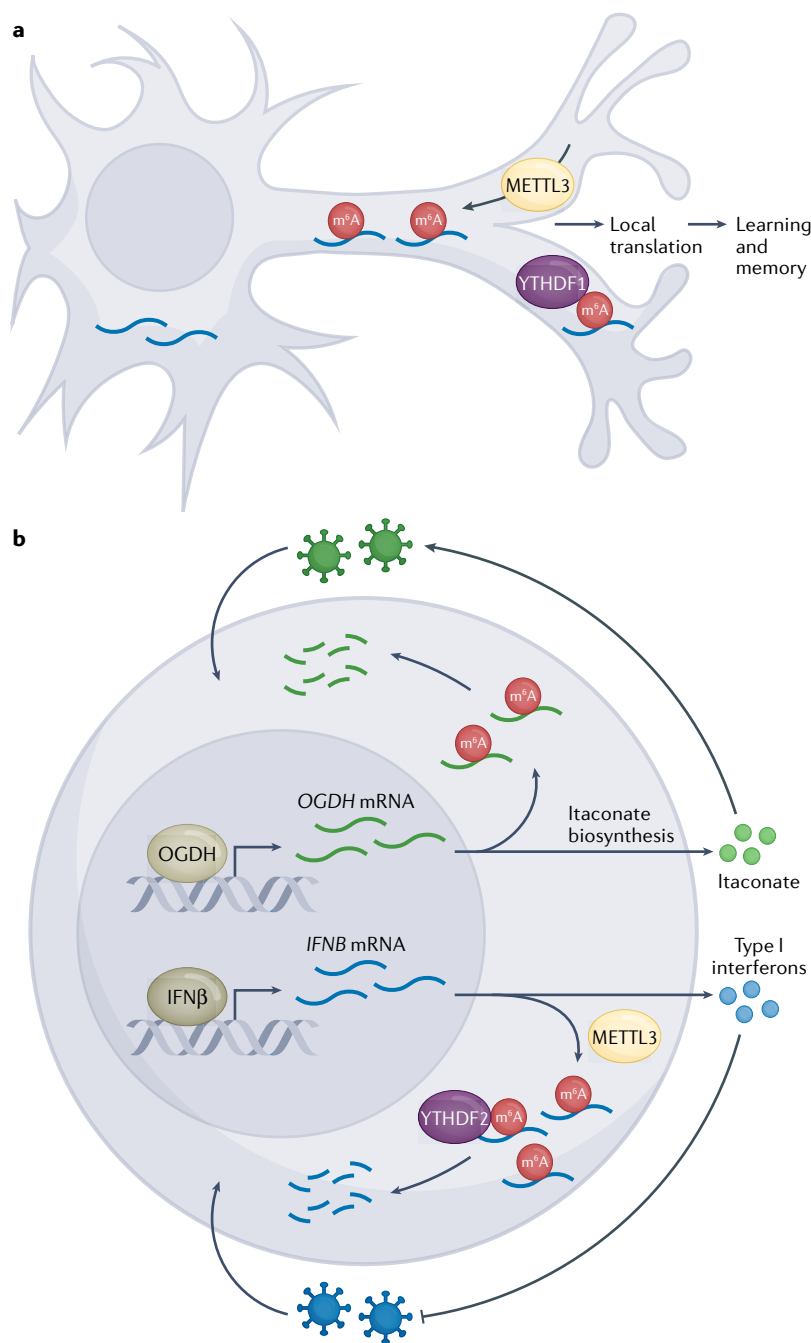 a
METTL3
m⁶A
m⁶A
Local
translation
Learning
and
memory
YTHDF1
m⁶A
b
m⁶A
m⁶A
OGDH mRNA
Itaconate
biosynthesis
OGDH
Itaconate
IFNB mRNA
Type I
interferons
IFNβ
METTL3
m⁶A
YTHDF2
m⁶A
m⁶A